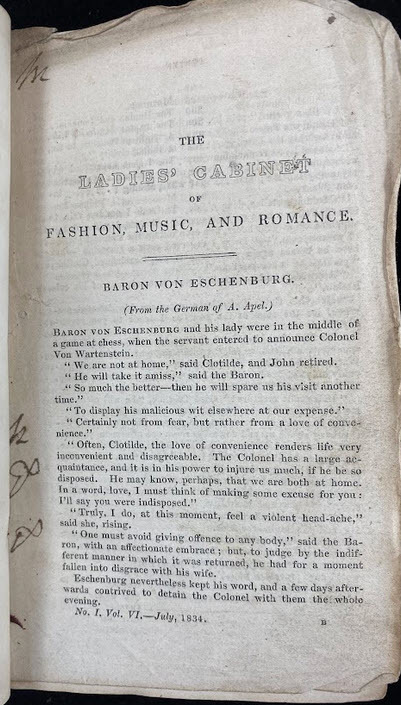 THE
LADIES' CABINET
OF
FASHION, MUSIC, AND ROMANCE.
BARON VON ESCHENBURG.
(From the German of A. Apel.)
BARON VON ESCHENBURG and his lady were in the middle of
a game at chess, when the servant entered to announce Colonel
Von Wartenstein.
" We are not at home," said Clotilde, and John retired.
" He will take it amiss," said the Baron.
" So much the better—then he will spare us his visit another
time."
" To display his malicious wit elsewhere at our expense."
" Certainly not from fear, but rather from a love of conve-
nience."
" Often, Clotilde, the love of convenience renders life very
inconvenient and disagreeable. The Colonel has a large ac-
quaintance, and it is in his power to injure us much, if he be so
disposed. He may know, perhaps, that we are both at home.
In a word, love, I must think of making some excuse for you :
I'll say you were indisposed."
" Truly, I do, at this moment, feel a violent head-ache,"
said she, rising.
" One must avoid giving offence to any body," said the Ba-
ron, with an affectionate embrace ; but, to judge by the indif-
ferent manner in which it was returned, he had for a moment
fallen into disgrace with his wife.
Eschenburg nevertheless kept his word, and a few days after-
wards contrived to detain the Colonel with them the whole
evening.
No. I. Vol. VI.—July, 1834.
B